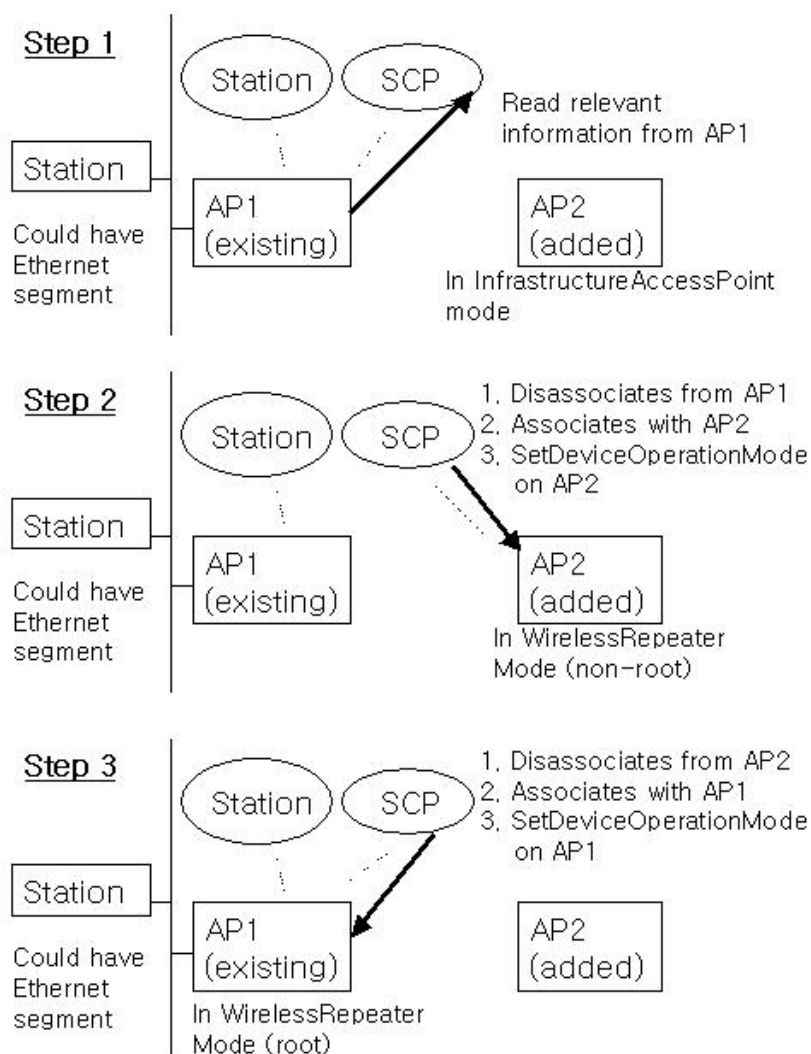 Step 1
Station
SCP
Read relevant
information from AP1
Station
AP1
(existing)
AP2
(added)
Could have
Ethernet
segment
In InfrastructureAccessPoint
mode
Step 2
1, Disassociates from AP1
2, Associates with AP2
3, SetDeviceOperationMode
on AP2
Station
SCP
Station
AP1
(existing)
AP2
(added)
Could have
Ethernet
segment
In WirelessRepeater
Mode (non-root)
Step 3
1, Disassociates from AP2
2, Associates with AP1
3, SetDeviceOperationMode
on AP1
Station
SCP
Station
AP1
(existing)
AP2
(added)
Could have
Ethernet
segment
In WirelessRepeater
Mode (root)